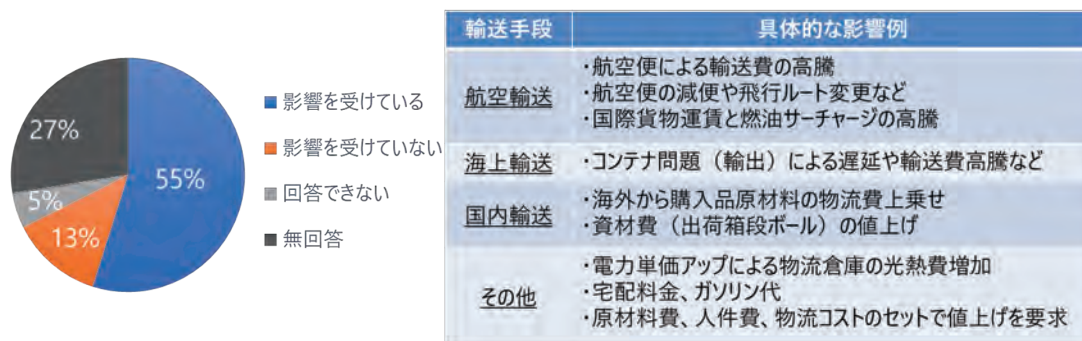 55%
13%
5%
27%
影響を受けている
影響を受けていない
回答できない
無回答
輸送手段 具体的な影響例
航空輸送
・航空便による輸送費の高騰
・航空便の減便や飛行ルート変更など
・国際貨物運賃と燃油サーチャージの高騰
海上輸送
・コンテナ問題（輸出）による遅延や輸送費高騰など
国内輸送
・海外から購入品原材料の物流費上乗せ
・資材費（出荷箱段ボール）の値上げ
その他
・電力単価アップによる物流倉庫の光熱費増加
・宅配料金、ガソリン代
・原材料費、人件費、物流コストのセットで値上げを要求